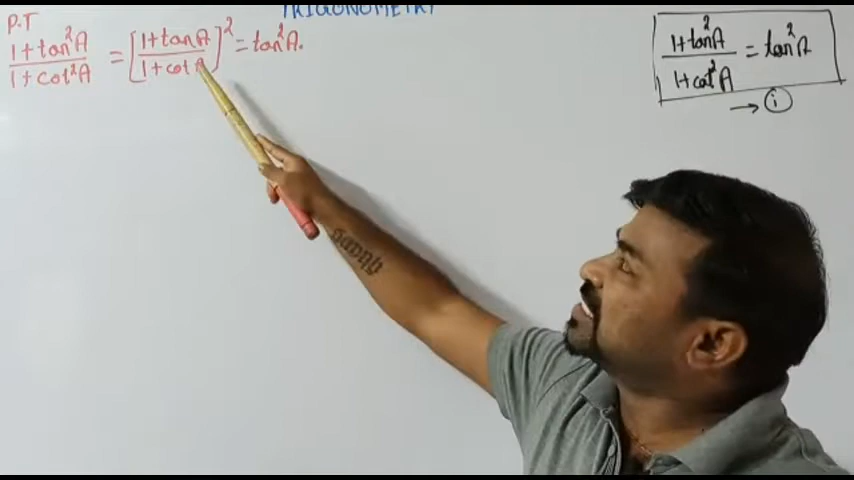 TRIGONOMETRY
P.T
1+tan²A / 1+cot²A = [1+tanA / 1+cotA]² = tan²A.
1+tan²A / 1+cot²A = tan²A
→ (i)